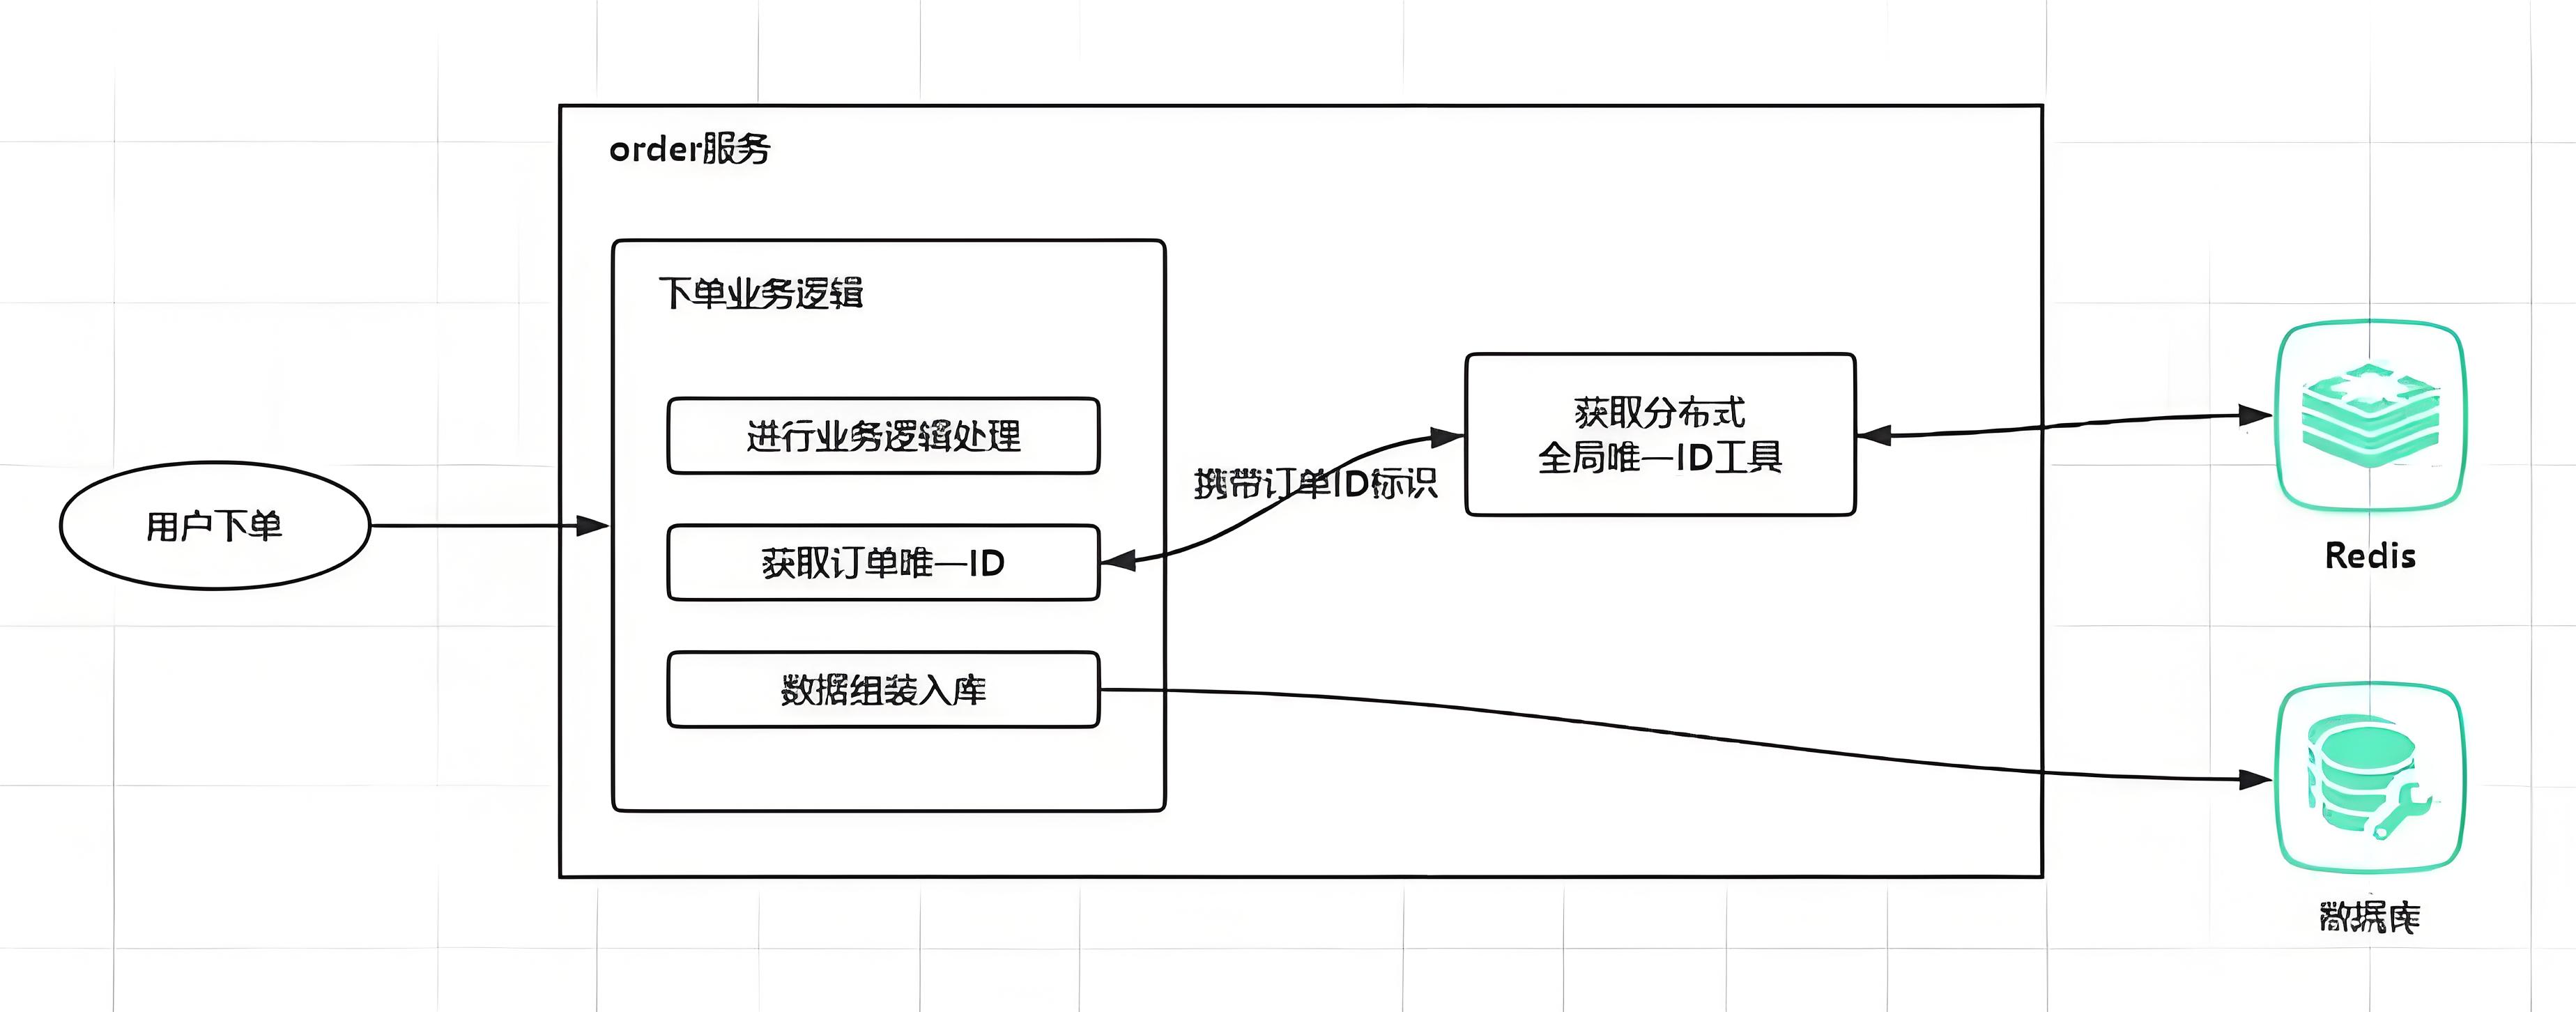 order服务
下单业务逻辑
进行业务逻辑处理
获取分布式
全局唯一ID工具
携带订单ID标识
用户下单
获取订单唯一ID
Redis
数据组装入库
数据库